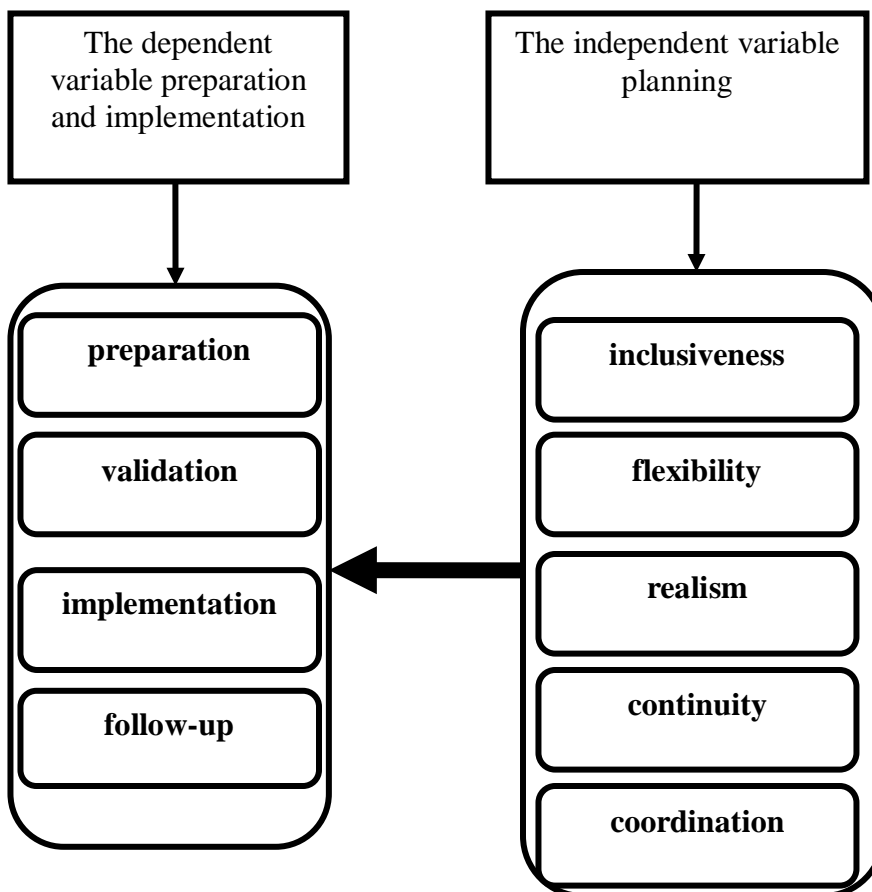 The dependent
variable preparation
and implementation
The independent variable
planning
preparation
validation
implementation
follow-up
inclusiveness
flexibility
realism
continuity
coordination